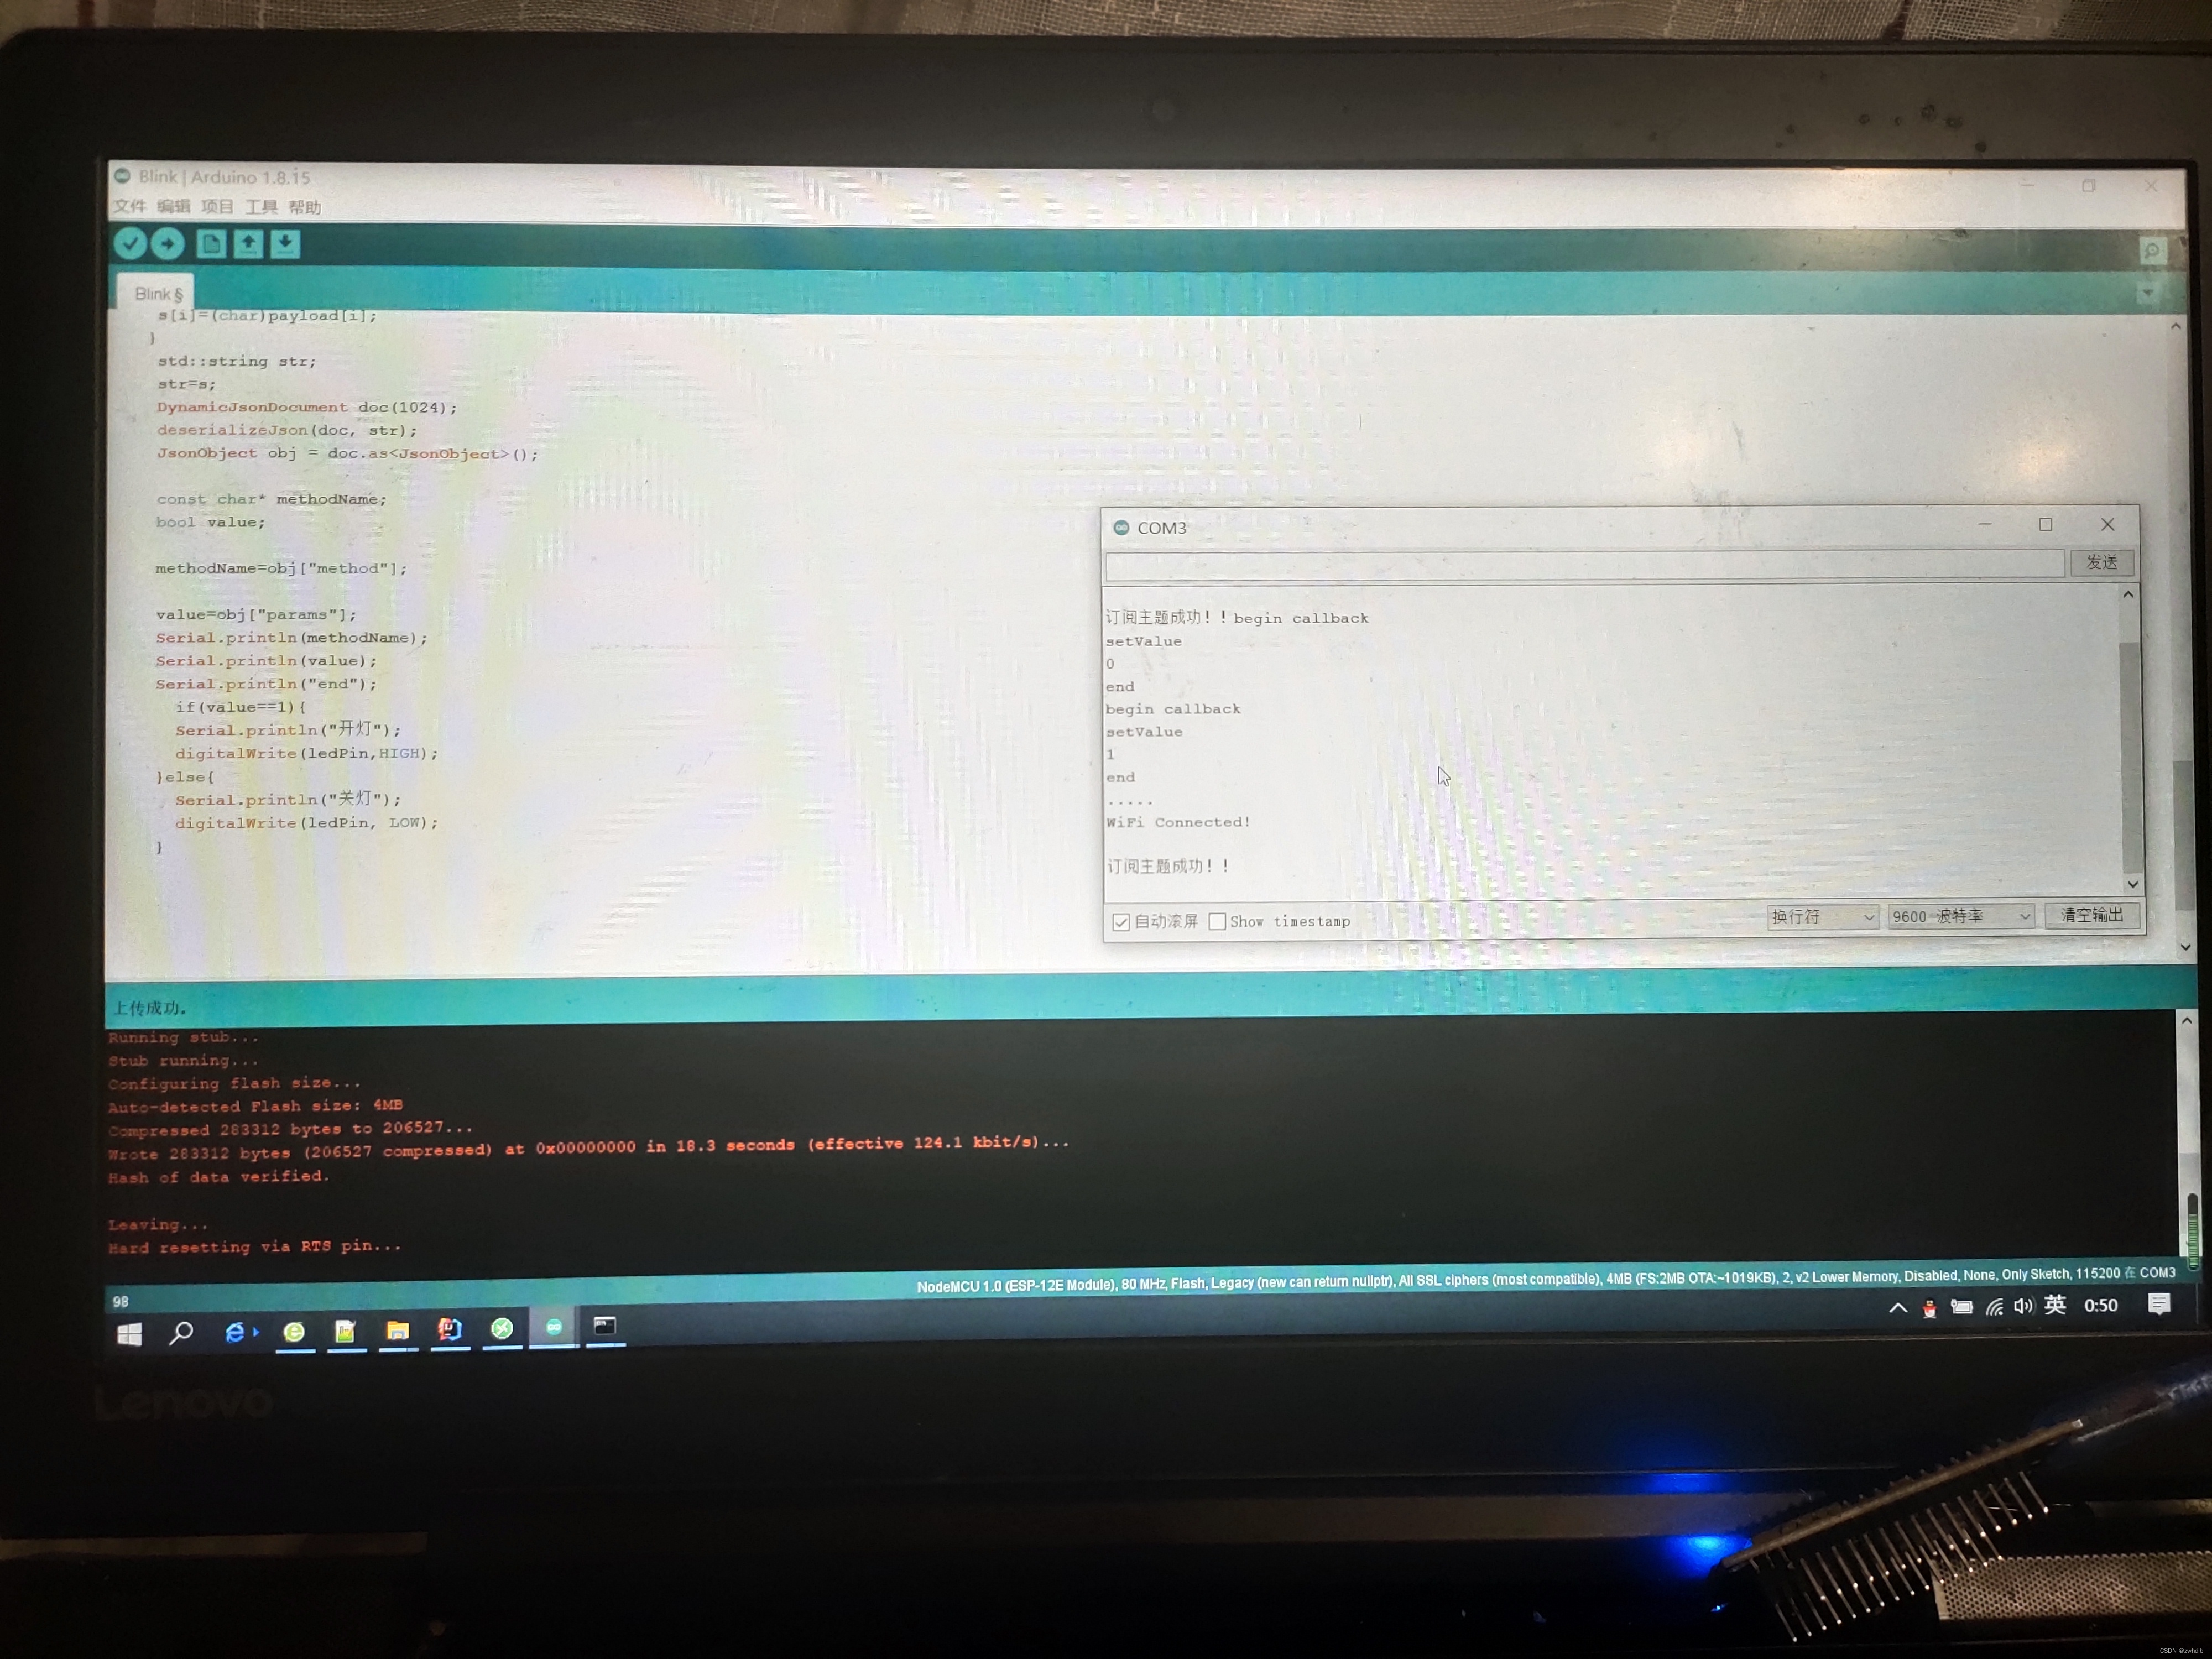 Blink | Arduino 1.8.15
文件 编辑 项目 工具 帮助
Blink §
s[i]=(char)payload[i];
}
std::string str;
str=s;
DynamicJsonDocument doc(1024);
deserializeJson(doc, str);
JsonObject obj = doc.as<JsonObject>();
const char* methodName;
bool value;
methodName=obj["method"];
value=obj["params"];
Serial.println(methodName);
Serial.println(value);
Serial.println("end");
if(value==1){
Serial.println("开灯");
digitalWrite(ledPin,HIGH);
}else{
Serial.println("关灯");
digitalWrite(ledPin, LOW);
}
COM3
发送
订阅主题成功！！begin callback
setValue
0
end
begin callback
setValue
1
end
.....
WiFi Connected!
订阅主题成功！！
自动滚屏 Show timestamp 换行符 9600 波特率 清空输出
上传成功。
Running stub...
Stub running...
Configuring flash size...
Auto-detected Flash size: 4MB
Compressed 283312 bytes to 206527...
Wrote 283312 bytes (206527 compressed) at 0x00000000 in 18.3 seconds (effective 124.1 kbit/s)...
Hash of data verified.
Leaving...
Hard resetting via RTS pin...
98 NodeMCU 1.0 (ESP-12E Module), 80 MHz, Flash, Legacy (new can return nullptr), All SSL ciphers (most compatible), 4MB (FS:2MB OTA:~1019KB), 2, v2 Lower Memory, Disabled, None, Only Sketch, 115200 在 COM3
英 0:50
Lenovo
CSDN @zwhdlb